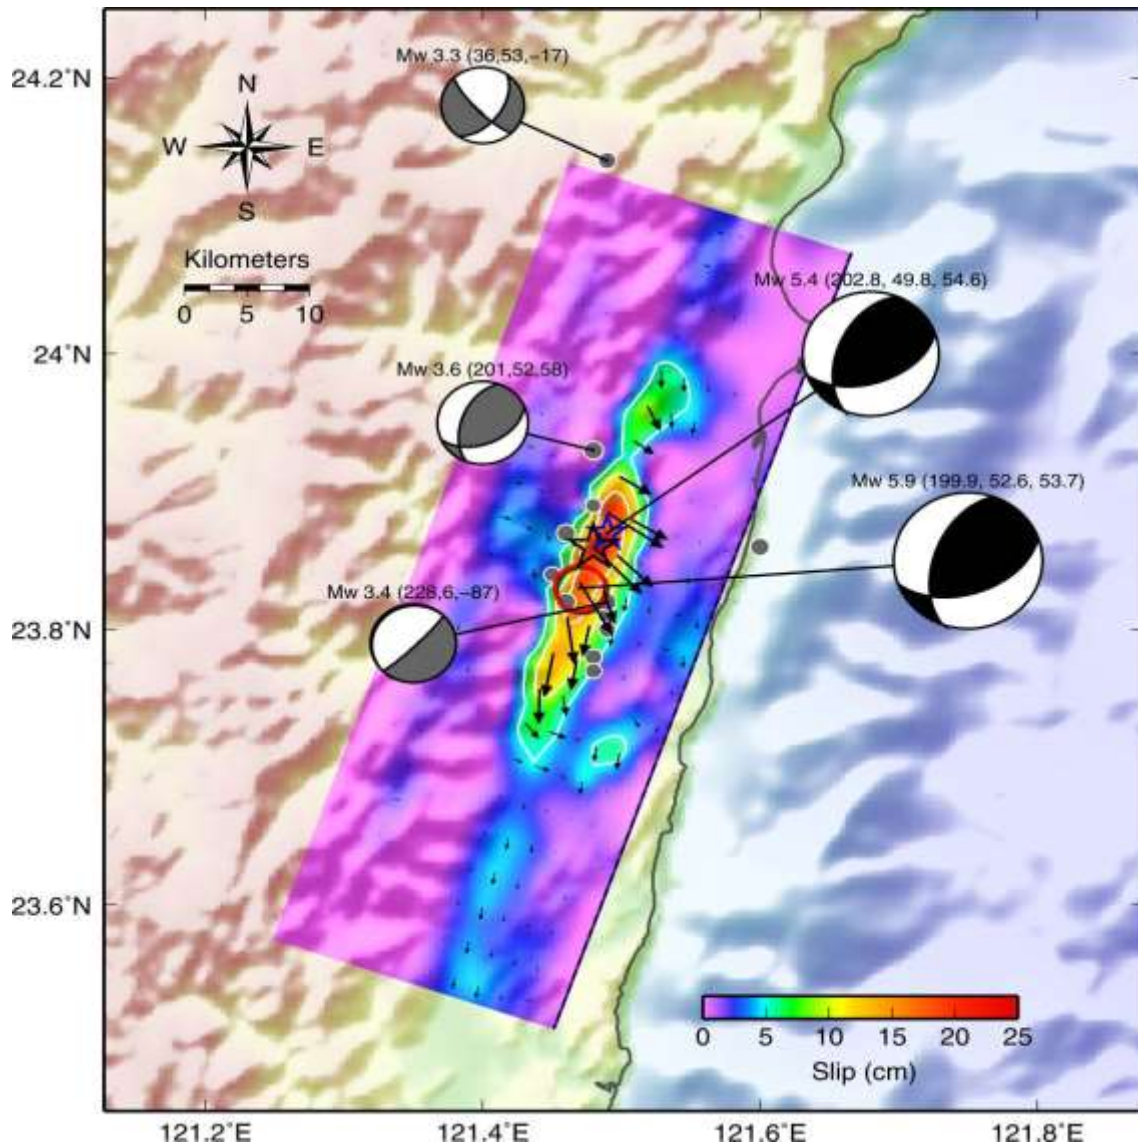 Mw 3.3 (36,53,−17)
24.2°N
N
W
E
S
Kilometers
0 5 10
Mw 5.4 (202.8, 49.8, 54.6)
24°N
Mw 3.6 (201,52,58)
Mw 5.9 (199.9, 52.6, 53.7)
Mw 3.4 (228,6,−87)
23.8°N
23.6°N
0 5 10 15 20 25
Slip (cm)
121.2°E 121.4°E 121.6°E 121.8°E